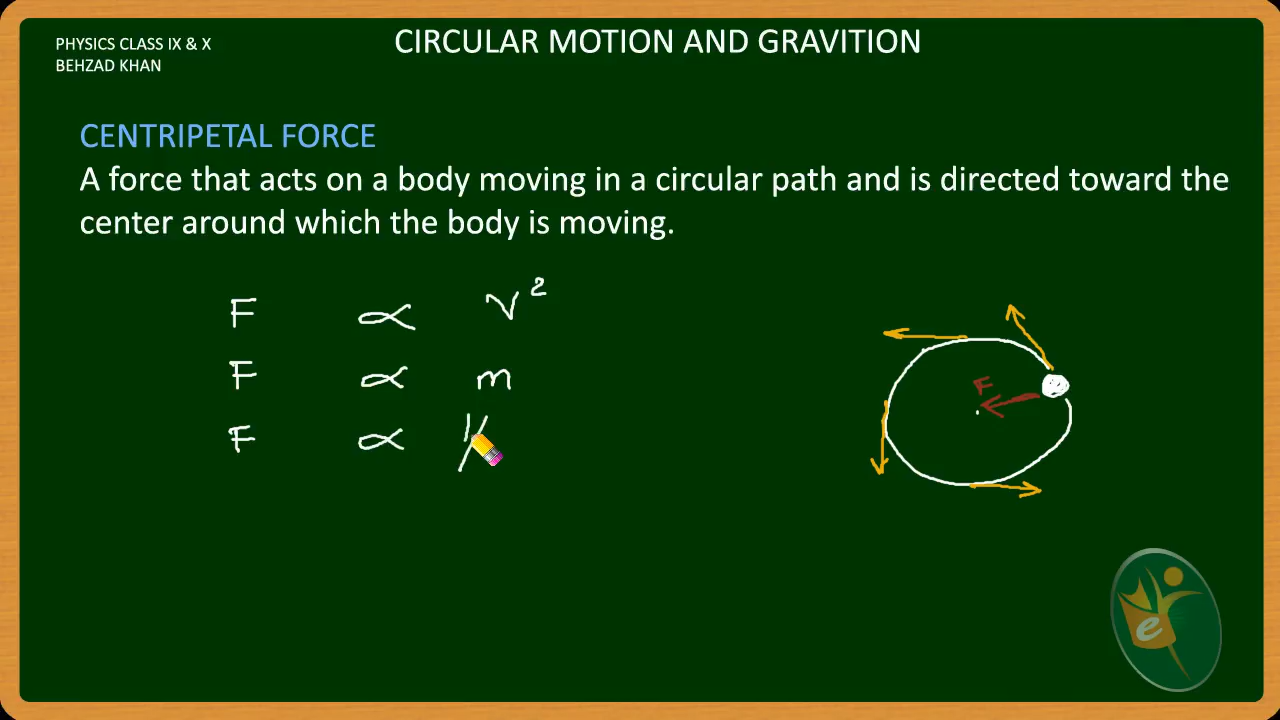 PHYSICS CLASS IX & X
BEHZAD KHAN
CIRCULAR MOTION AND GRAVITION
CENTRIPETAL FORCE
A force that acts on a body moving in a circular path and is directed toward the
center around which the body is moving.
F ∝ v²
F ∝ m
F ∝ 1/
F
e